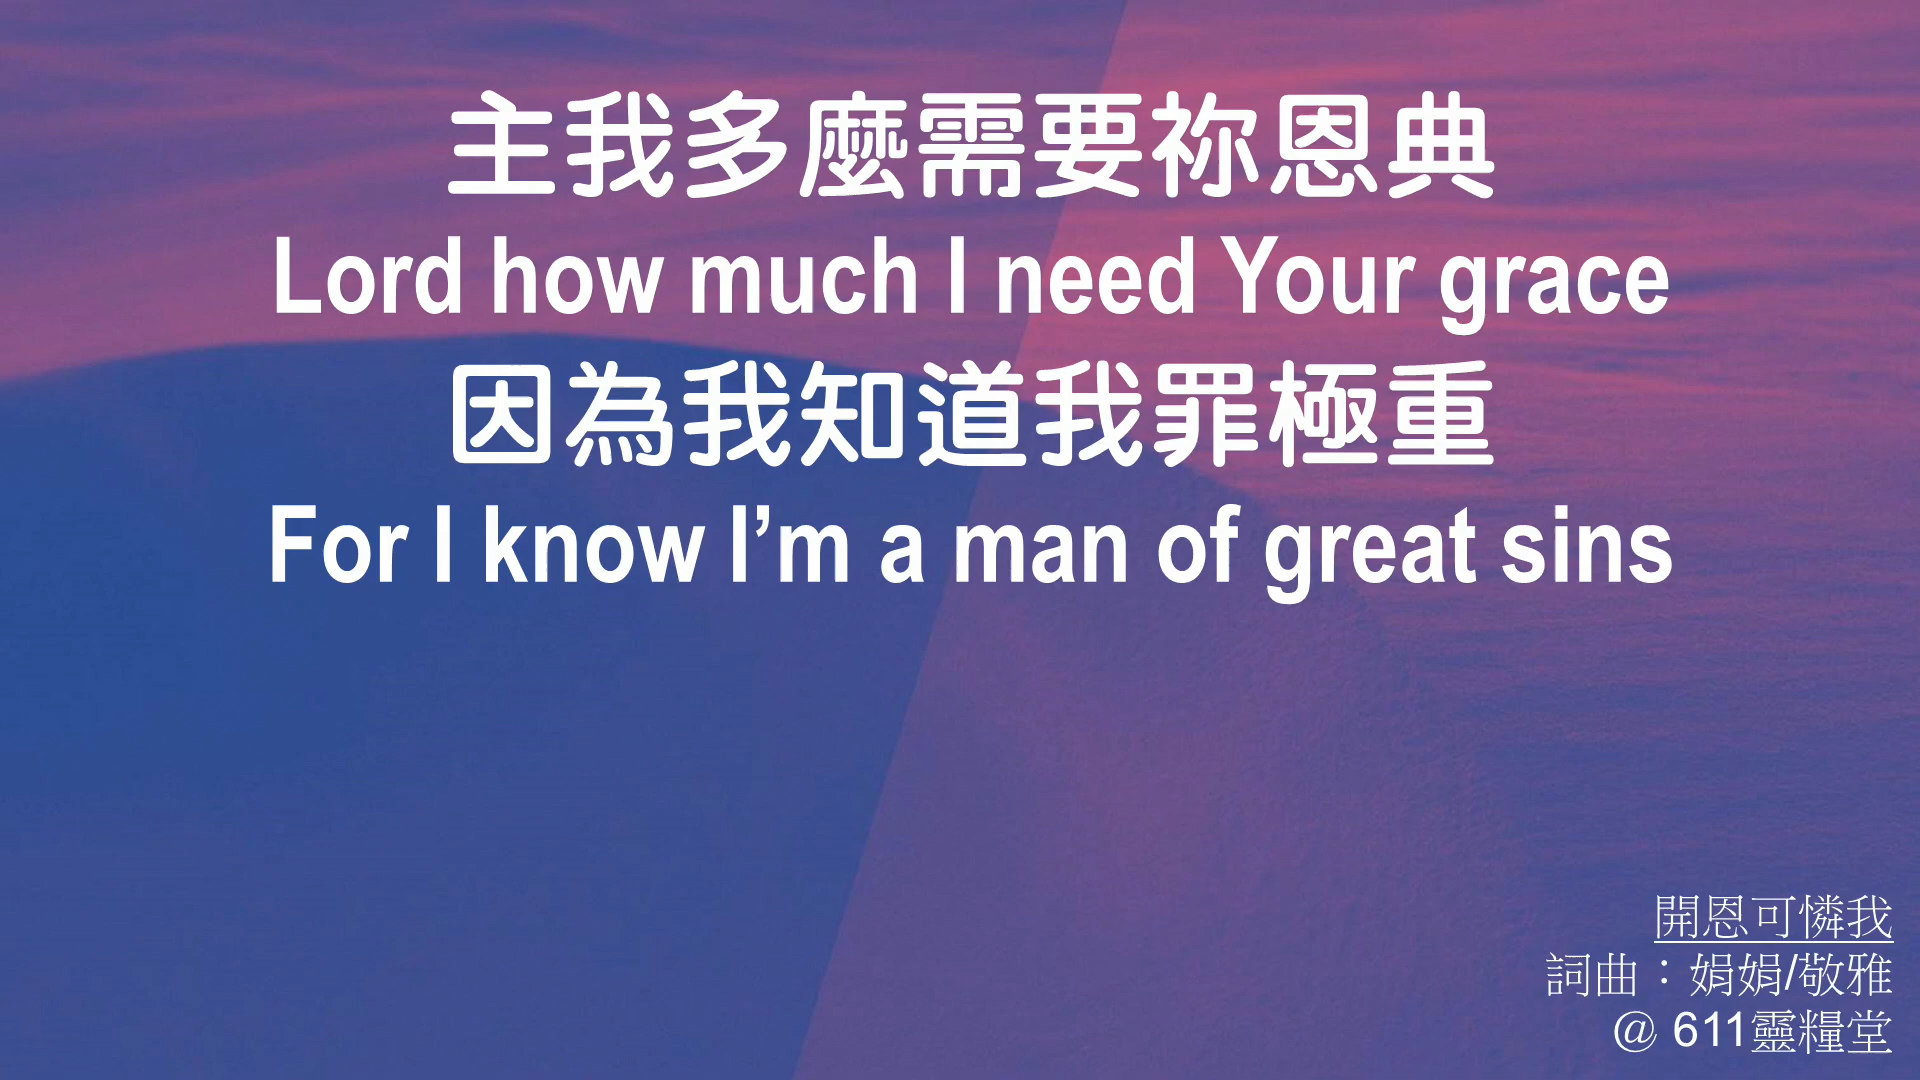 主我多麼需要祢恩典
Lord how much I need Your grace
因為我知道我罪極重
For I know I’m a man of great sins
開恩可憐我
詞曲：娟娟/敬雅
@ 611靈糧堂